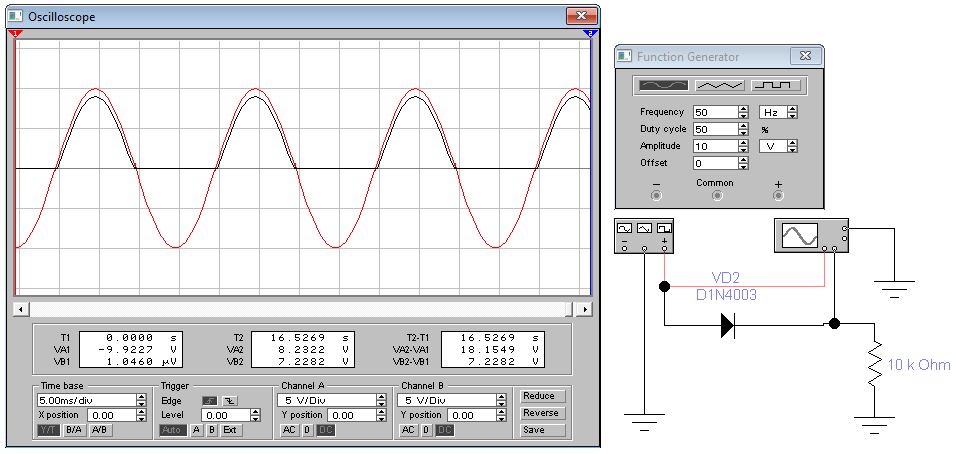 Oscilloscope
1
2
T1 0.0000 s
VA1 -9.9227 V
VB1 1.0460 µV
T2 16.5269 s
VA2 8.2322 V
VB2 7.2282 V
T2-T1 16.5269 s
VA2-VA1 18.1549 V
VB2-VB1 7.2282 V
Time base
5.00ms/div
X position 0.00
Y/T B/A A/B
Trigger
Edge
Level 0.00
Auto A B Ext
Channel A
5 V/Div
Y position 0.00
AC 0 DC
Channel B
5 V/Div
Y position 0.00
AC 0 DC
Reduce
Reverse
Save
Function Generator
Frequency 50 Hz
Duty cycle 50 %
Amplitude 10 V
Offset 0
− Common +
− +
VD2
D1N4003
10 k Ohm